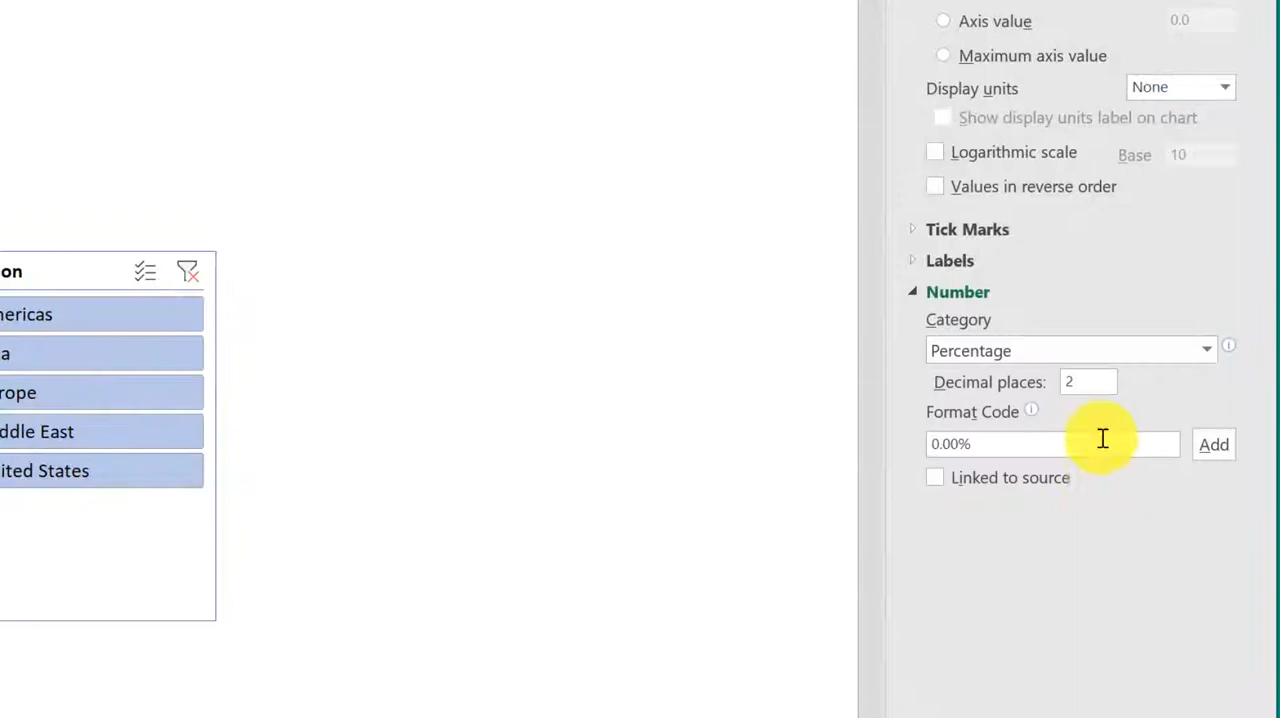 Axis value 0.0
Maximum axis value
Display units None
Show display units label on chart
Logarithmic scale Base 10
Values in reverse order
Tick Marks
Labels
Number
Category
Percentage
Decimal places: 2
Format Code
0.00% Add
Linked to source
on
ericas
a
rope
ddle East
ited States